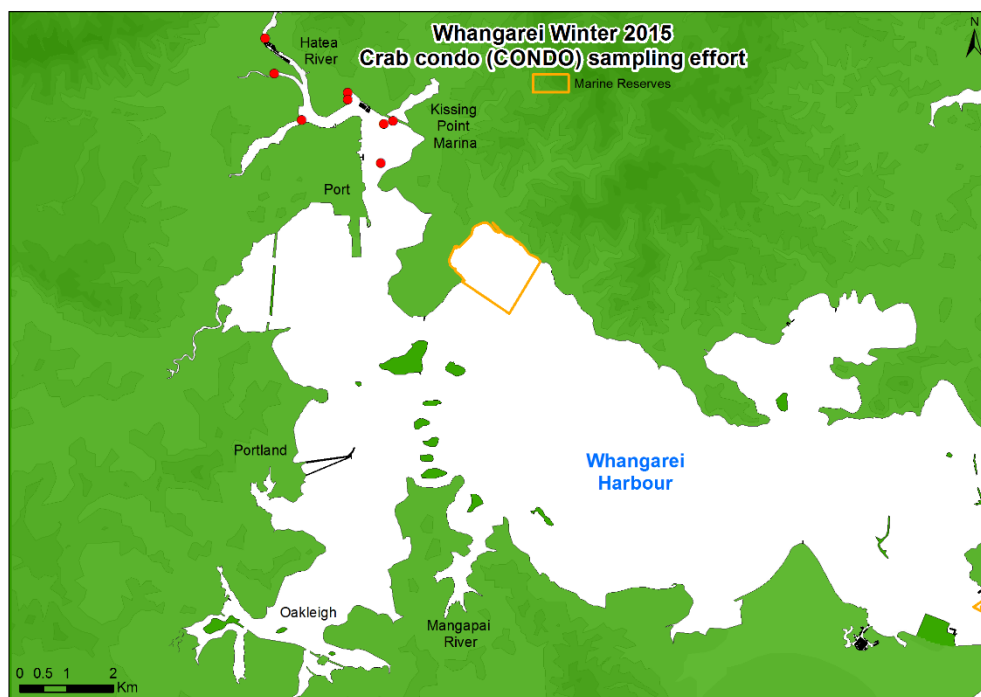 Whangarei Winter 2015
Crab condo (CONDO) sampling effort
Marine Reserves
N
Hatea
River
Kissing
Point
Marina
Port
Portland
Whangarei
Harbour
Oakleigh
Mangapai
River
0 0.5 1 2
Km